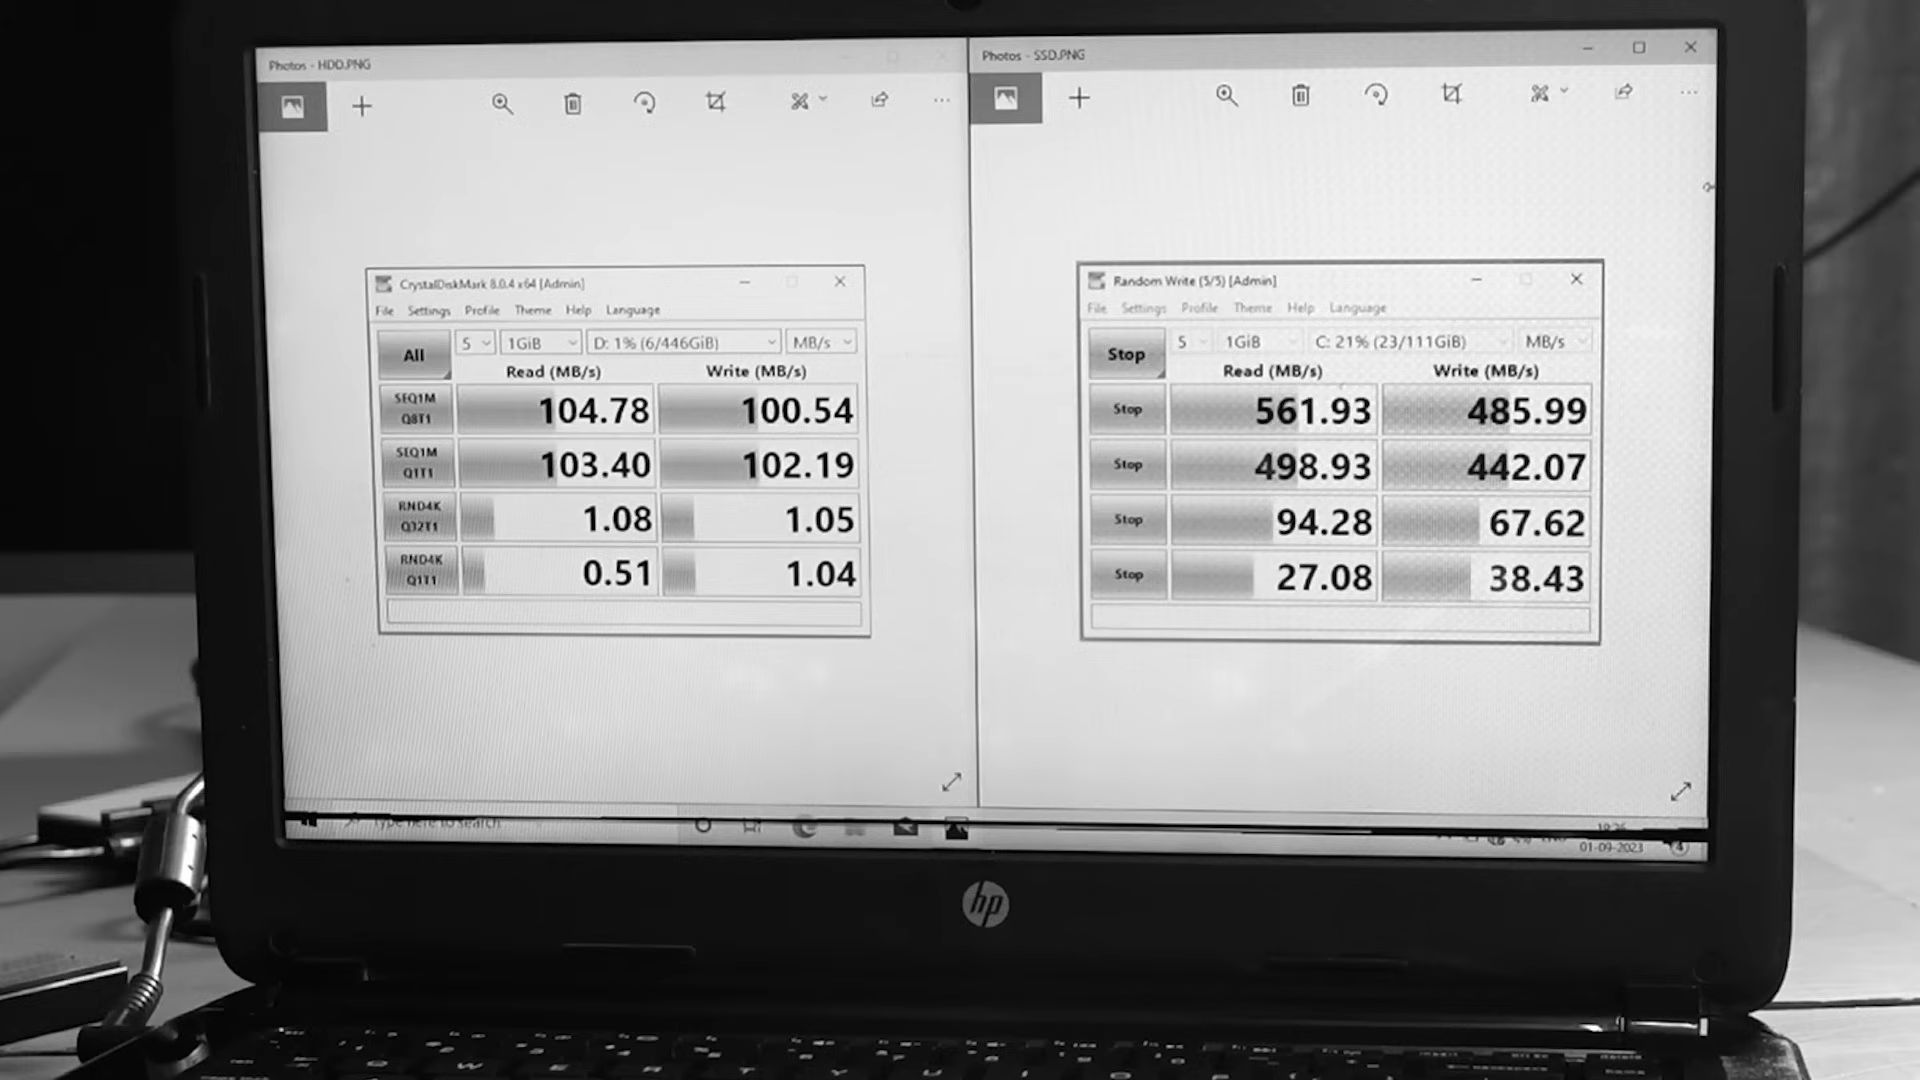 Photos - HDD.PNG
CrystalDiskMark 8.0.4 x64 [Admin]
File Settings Profile Theme Help Language
All
5
1GiB
D: 1% (6/446GiB)
MB/s
Read (MB/s) Write (MB/s)
SEQ1M
Q8T1
104.78 100.54
SEQ1M
Q1T1
103.40 102.19
RND4K
Q32T1
1.08 1.05
RND4K
Q1T1
0.51 1.04
Photos - SSD.PNG
Random Write (5/5) [Admin]
File Settings Profile Theme Help Language
Stop
5
1GiB
C: 21% (23/111GiB)
MB/s
Read (MB/s) Write (MB/s)
Stop 561.93 485.99
Stop 498.93 442.07
Stop 94.28 67.62
Stop 27.08 38.43
Type here to search
01-09-2023
hp